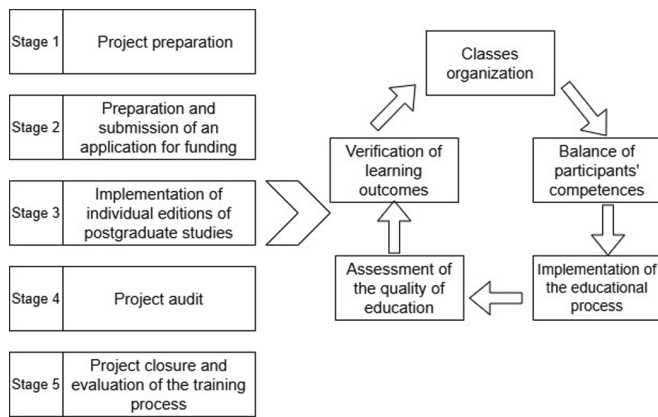 Stage 1
Project preparation
Stage 2
Preparation and
submission of an
application for funding
Stage 3
Implementation of
individual editions of
postgraduate studies
Stage 4
Project audit
Stage 5
Project closure and
evaluation of the training
process
Classes
organization
Balance of
participants'
competences
Implementation of
the educational
process
Assessment of
the quality of
education
Verification of
learning
outcomes